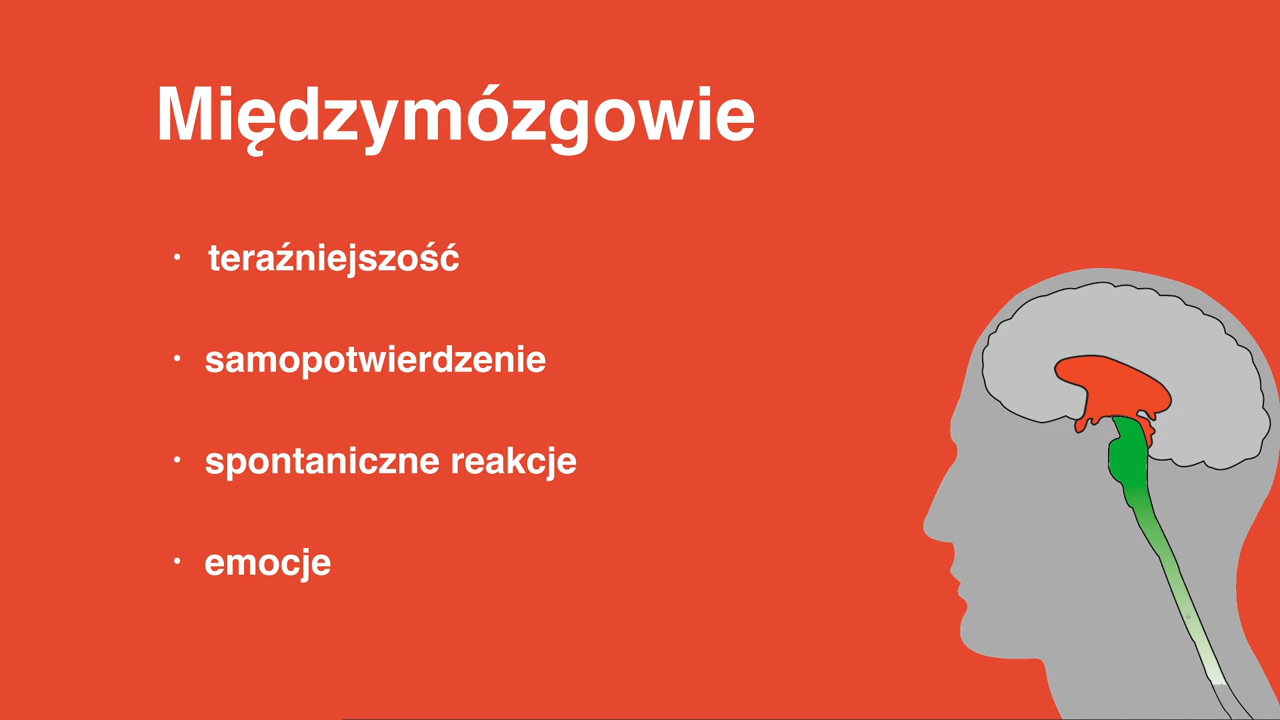 Międzymózgowie
· teraźniejszość
· samopotwierdzenie
· spontaniczne reakcje
· emocje